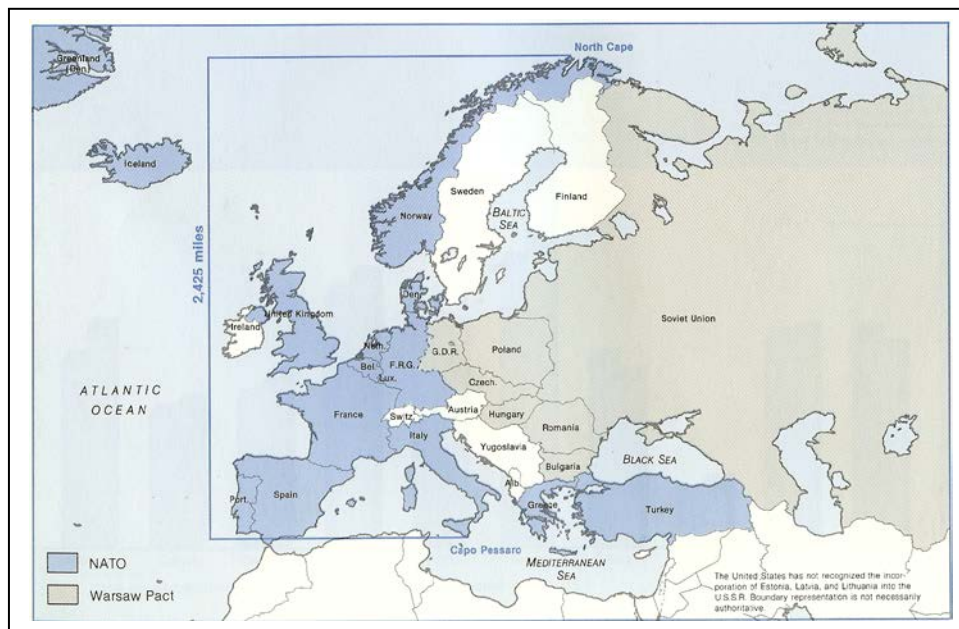 North Cape
Greenland
(Den)
Iceland
Sweden
Finland
Norway
BALTIC
SEA
2,425 miles
Den.
United Kingdom
Ireland
Soviet Union
Neth.
G.D.R.
Poland
Bel.
F.R.G.
Lux.
Czech.
ATLANTIC
OCEAN
France
Switz.
Austria
Hungary
Romania
Italy
Yugoslavia
BLACK SEA
Bulgaria
Port.
Spain
Alb.
Greece
Turkey
Capo Pessaro
MEDITERRANEAN
SEA
NATO
Warsaw Pact
The United States has not recognized the incor-
poration of Estonia, Latvia, and Lithuania into the
U.S.S.R. Boundary representation is not necessarily
authoritative.